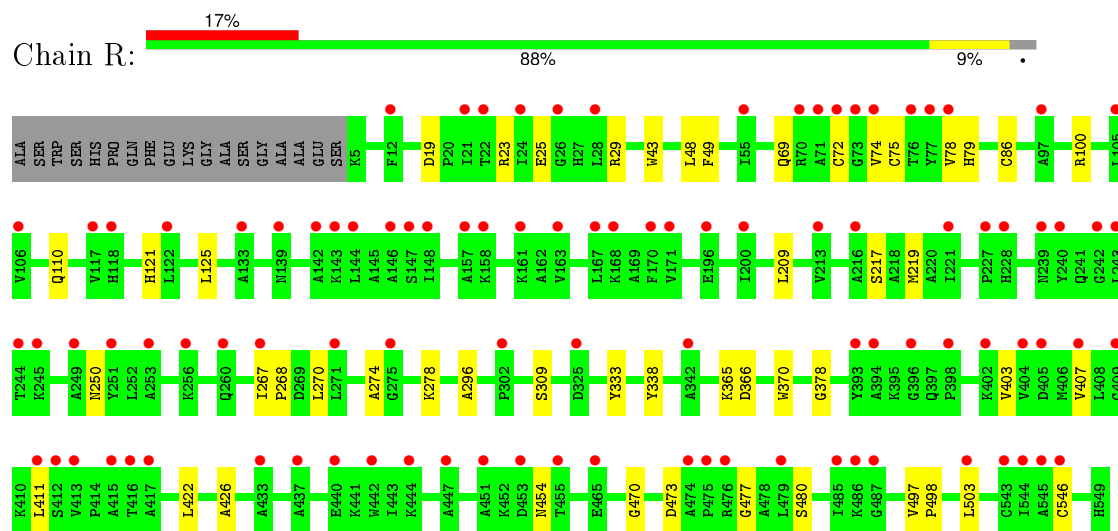 17%
Chain R:
88% 9% •
ALA SER TRP SER HIS PRO GLN PHE GLU LYS GLY ALA SER GLY ALA ALA GLU SER K5 F12 D19 P20 I21 T22 R23 I24 E25 G26 H27 L28 R29 W43 L48 F49 I55 Q69 R70 A71 C72 G73 V74 C75 T76 Y77 V78 H79 C86 A97 R100 L105
V106 Q110 V117 H118 H121 L122 L125 A133 N139 A142 K143 L144 A145 A146 S147 I148 A157 K158 K161 A162 V163 L167 K168 A169 F170 V171 E196 I200 L209 V213 A216 S217 A218 M219 A220 I221 P227 H228 N239 Y240 Q241 G242 I243
T244 K245 A249 N250 Y251 L252 A253 K256 Q260 I267 P268 D269 L270 L271 A274 G275 K278 A296 P302 S309 D325 Y333 Y338 A342 K365 D366 W370 G378 Y393 A394 K395 G396 Q397 P398 K402 V403 V404 D405 M406 V407 L408
K410 L411 S412 V413 P414 A415 T416 A417 L422 A426 A433 A437 E440 K441 W442 I443 K444 A447 A451 K452 D453 N454 T455 E465 G470 D473 A474 P475 R476 G477 A478 L479 S480 I485 K486 G487 V497 P498 L503 C543 I544 A545 C546 H549